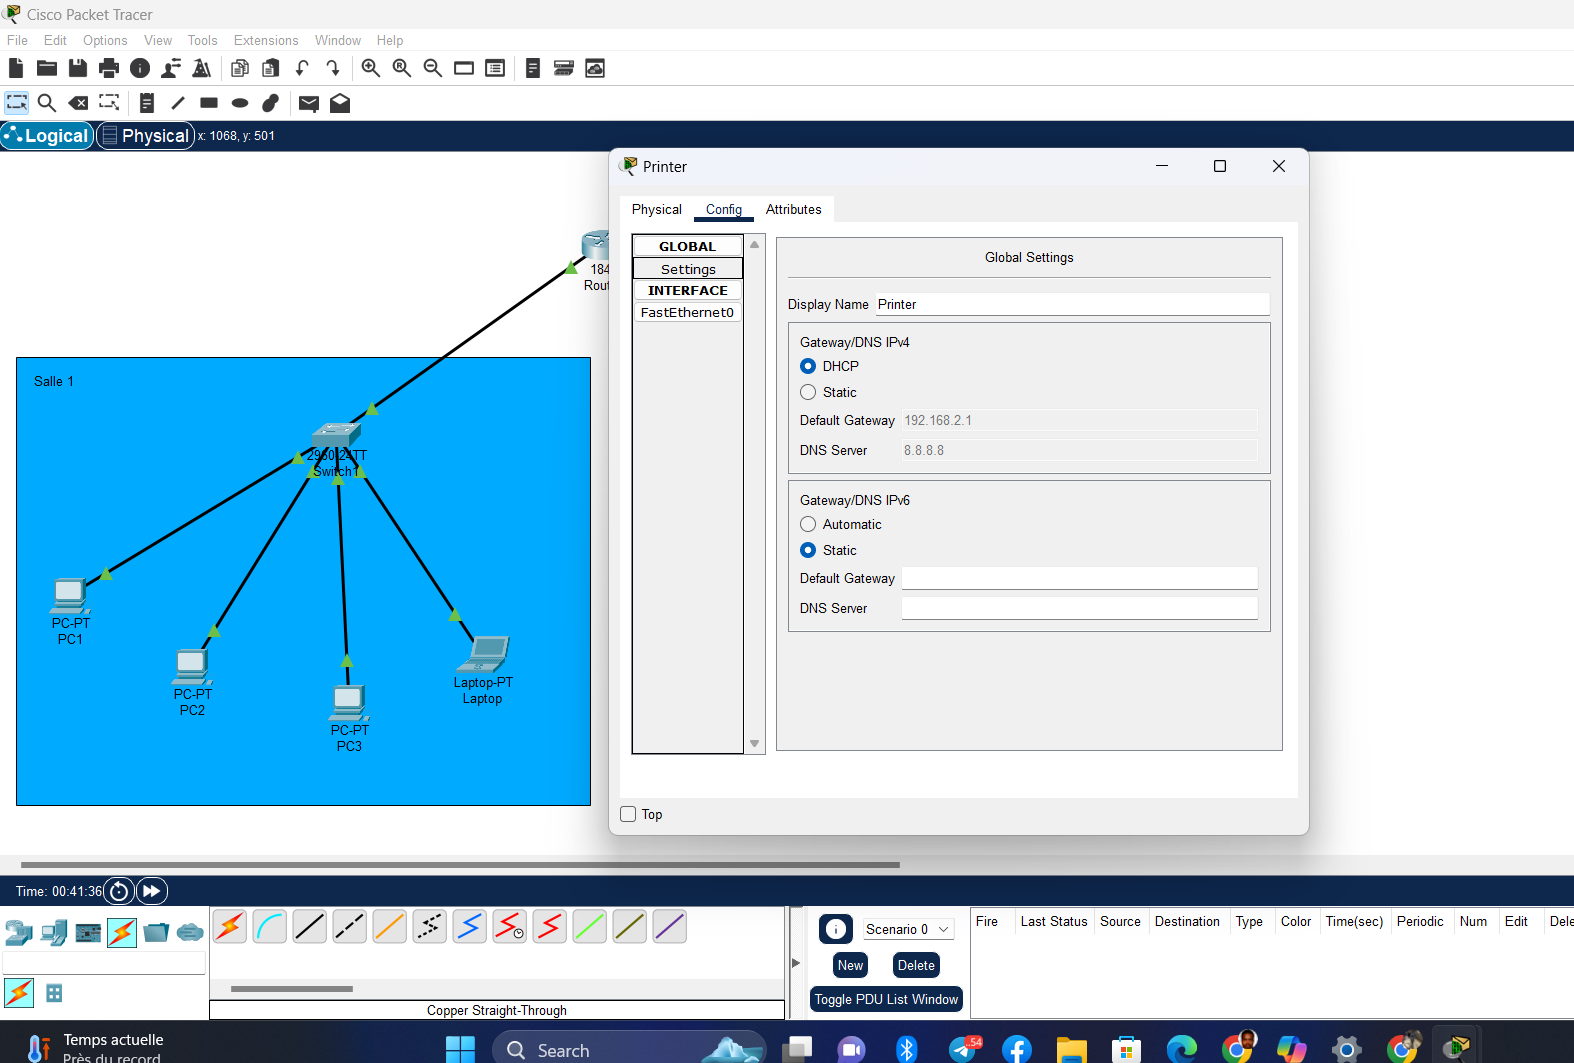 Cisco Packet Tracer
File Edit Options View Tools Extensions Window Help
Logical Physical x: 1068, y: 501
Printer
Physical Config Attributes
GLOBAL
Settings
INTERFACE
FastEthernet0
Global Settings
Display Name Printer
Gateway/DNS IPv4
DHCP
Static
Default Gateway 192.168.2.1
DNS Server 8.8.8.8
Gateway/DNS IPv6
Automatic
Static
Default Gateway
DNS Server
Top
184
Rout
Salle 1
2960-24TT
Switch1
PC-PT
PC1
PC-PT
PC2
PC-PT
PC3
Laptop-PT
Laptop
Time: 00:41:36
Copper Straight-Through
Scenario 0
New Delete
Toggle PDU List Window
Fire Last Status Source Destination Type Color Time(sec) Periodic Num Edit Dele
Temps actuelle
Près du record
Search
..54